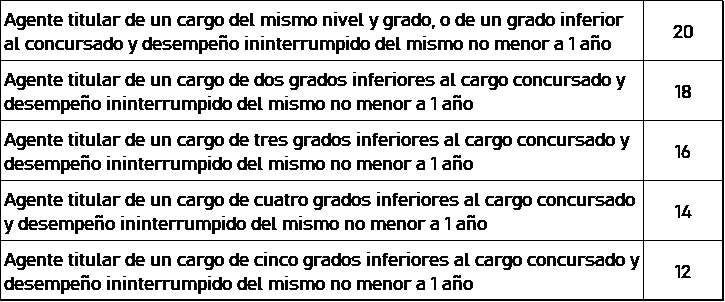 Agente titular de un cargo del mismo nivel y grado, o de un grado inferior
al concursado y desempeño ininterrumpido del mismo no menor a 1 año
20
Agente titular de un cargo de dos grados inferiores al cargo concursado y
desempeño ininterrumpido del mismo no menor a 1 año
18
Agente titular de un cargo de tres grados inferiores al cargo concursado y
desempeño ininterrumpido del mismo no menor a 1 año
16
Agente titular de un cargo de cuatro grados inferiores al cargo concursado
y desempeño ininterrumpido del mismo no menor a 1 año
14
Agente titular de un cargo de cinco grados inferiores al cargo concursado y
desempeño ininterrumpido del mismo no menor a 1 año
12